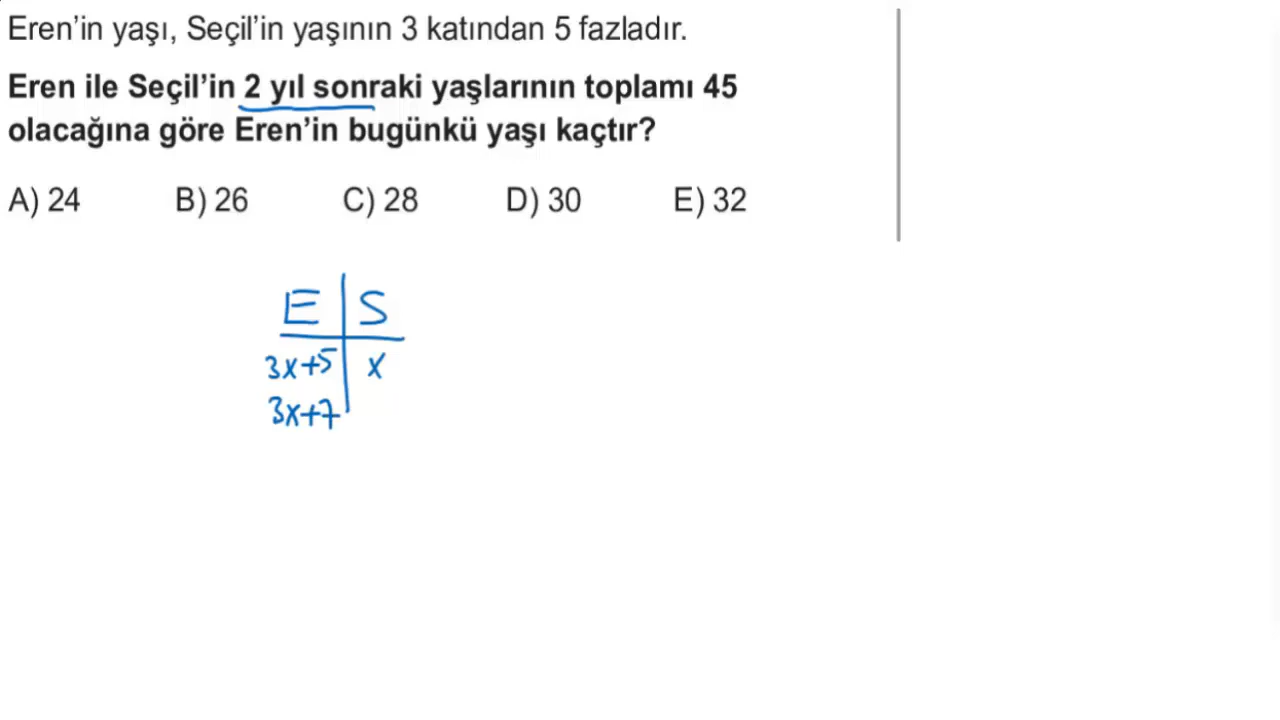 Eren’in yaşı, Seçil’in yaşının 3 katından 5 fazladır.
Eren ile Seçil’in 2 yıl sonraki yaşlarının toplamı 45
olacağına göre Eren’in bugünkü yaşı kaçtır?
A) 24 B) 26 C) 28 D) 30 E) 32
E S
3x+5 x
3x+7